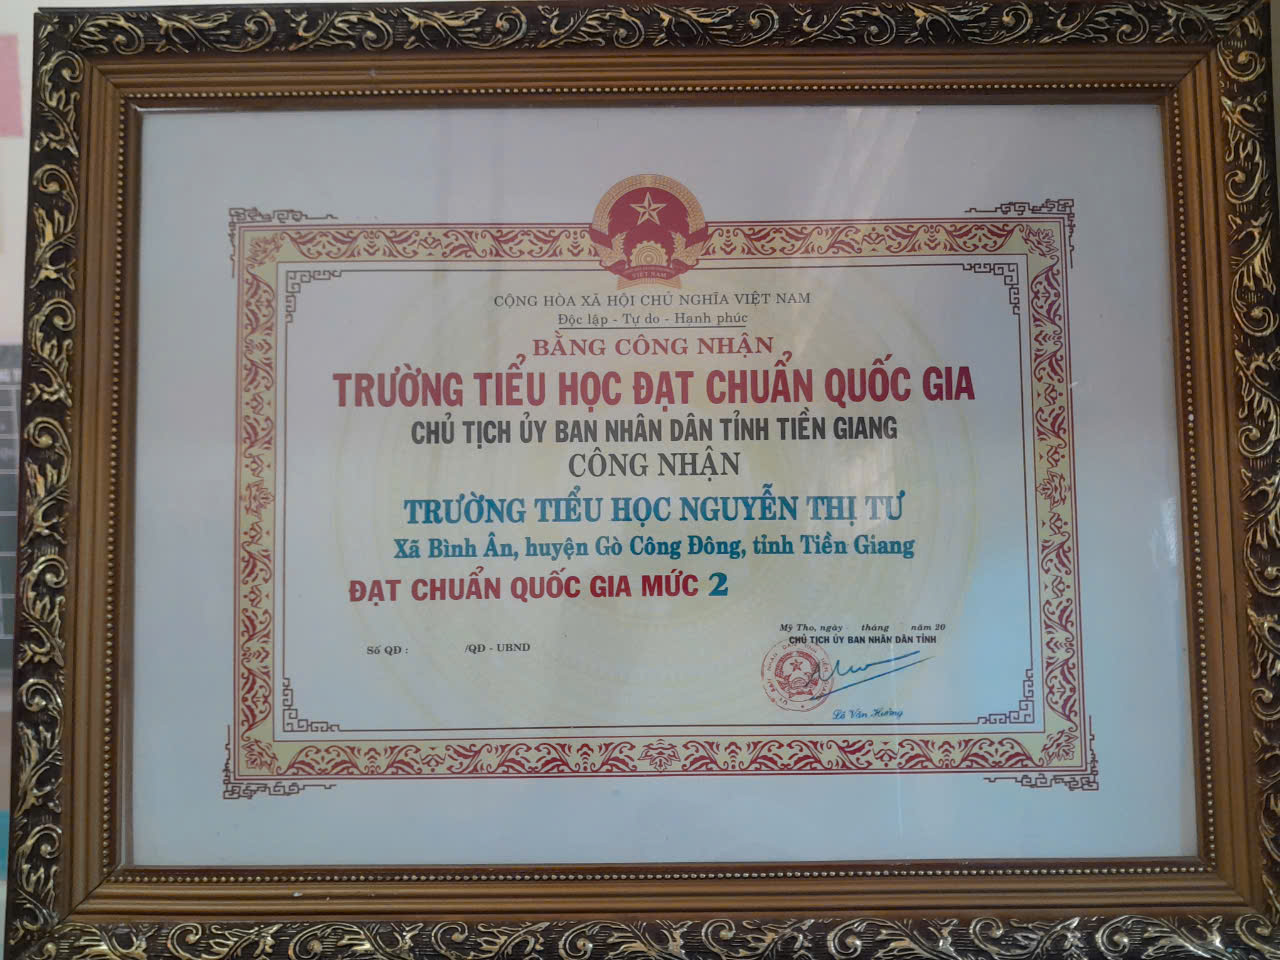 VIỆT NAM
CỘNG HÒA XÃ HỘI CHỦ NGHĨA VIỆT NAM
Độc lập - Tự do - Hạnh phúc
BẰNG CÔNG NHẬN
TRƯỜNG TIỂU HỌC ĐẠT CHUẨN QUỐC GIA
CHỦ TỊCH ỦY BAN NHÂN DÂN TỈNH TIỀN GIANG
CÔNG NHẬN
TRƯỜNG TIỂU HỌC NGUYỄN THỊ TƯ
Xã Bình Ân, huyện Gò Công Đông, tỉnh Tiền Giang
ĐẠT CHUẨN QUỐC GIA MỨC 2
Mỹ Tho, ngày tháng năm 20
CHỦ TỊCH ỦY BAN NHÂN DÂN TỈNH
Số QĐ : /QĐ - UBND
Lê Văn Hưởng